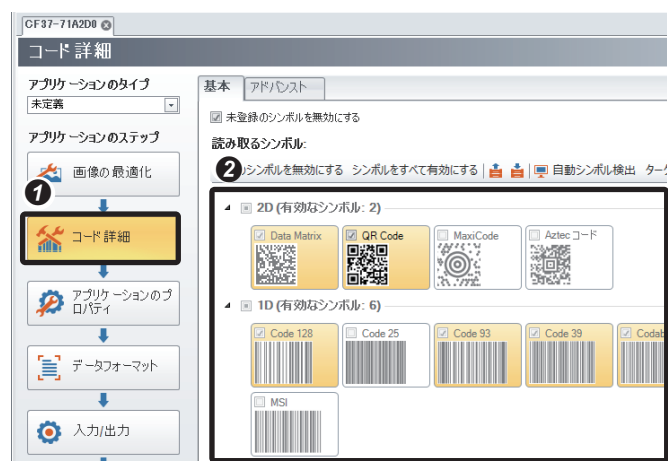 CF37-71A2D0
コード詳細
アプリケーションのタイプ
未定義
アプリケーションのステップ
画像の最適化
1
コード詳細
アプリケーションのプ
ロパティ
データフォーマット
入力/出力
基本 アドバンスト
未登録のシンボルを無効にする
読み取るシンボル:
2 のシンボルを無効にする シンボルをすべて有効にする 自動シンボル検出 ターゲ
2D (有効なシンボル: 2)
Data Matrix QR Code MaxiCode Aztec コード
1D (有効なシンボル: 6)
Code 128 Code 25 Code 93 Code 39 Codab
MSI